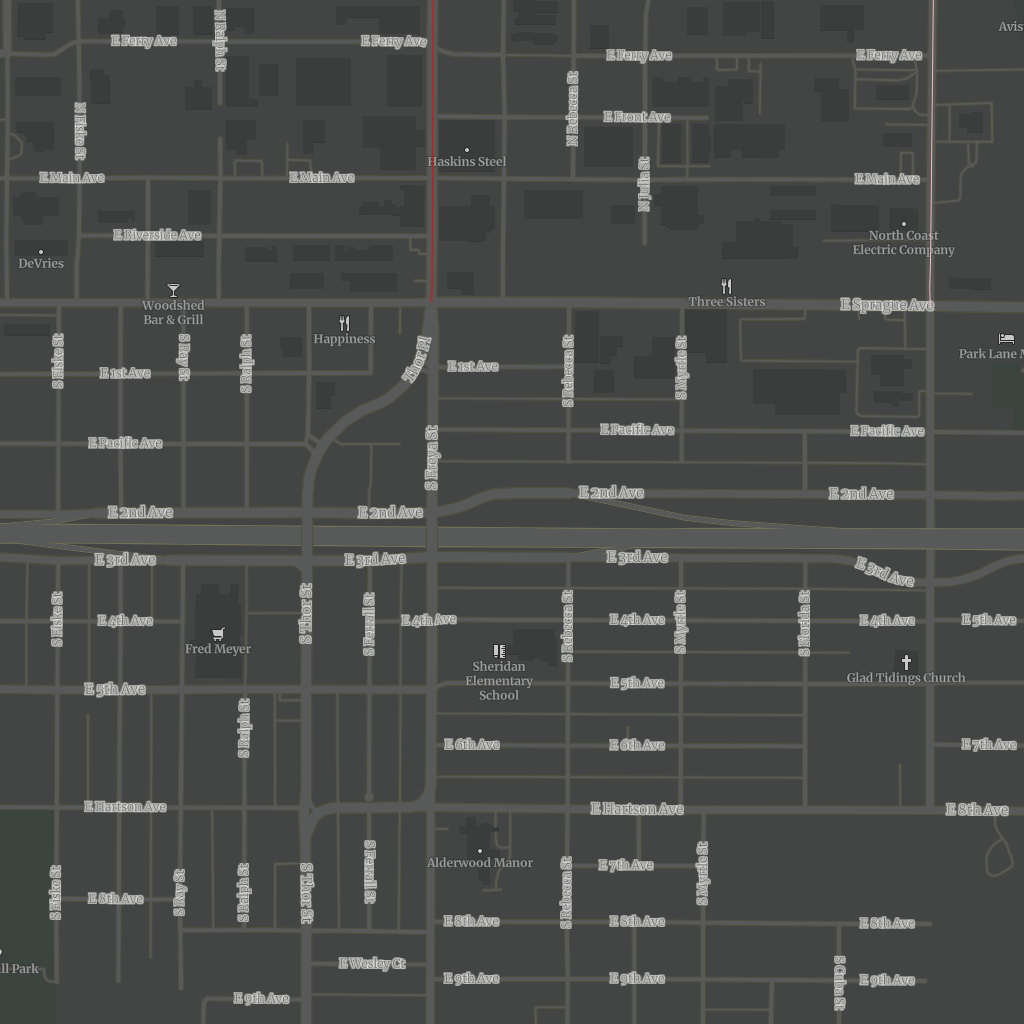 N Ralph St
Avis
E Ferry Ave
E Ferry Ave
E Ferry Ave
E Ferry Ave
N Rebecca St
N Fiske St
E Front Ave
Haskins Steel
N Julia St
E Main Ave
E Main Ave
E Main Ave
E Riverside Ave
North Coast
Electric Company
DeVries
Woodshed
Bar & Grill
Three Sisters
E Sprague Ave
Happiness
S Fiske St
S Ray St
S Ralph St
Thor Pl
S Rebecca St
S Myrtle St
Park Lane M
E 1st Ave
E 1st Ave
E Pacific Ave
S Freya St
E Pacific Ave
E Pacific Ave
E 2nd Ave
E 2nd Ave
E 2nd Ave
E 2nd Ave
E 3rd Ave
E 3rd Ave
E 3rd Ave
E 3rd Ave
S Fiske St
S Thor St
S Ferrall St
S Rebecca St
S Myrtle St
S Florida St
E 4th Ave
E 4th Ave
E 4th Ave
E 4th Ave
E 5th Ave
Fred Meyer
Sheridan
Elementary
School
Glad Tidings Church
E 5th Ave
E 5th Ave
S Ralph St
E 6th Ave
E 6th Ave
E 7th Ave
E Hartson Ave
E Hartson Ave
E 8th Ave
Alderwood Manor
E 7th Ave
S Myrtle St
S Fiske St
E 8th Ave
S Ray St
S Ralph St
S Thor St
S Ferrall St
S Rebecca St
E 8th Ave
E 8th Ave
E 8th Ave
ll Park
E Wesley Ct
E 9th Ave
E 9th Ave
E 9th Ave
S Cuba St
E 9th Ave